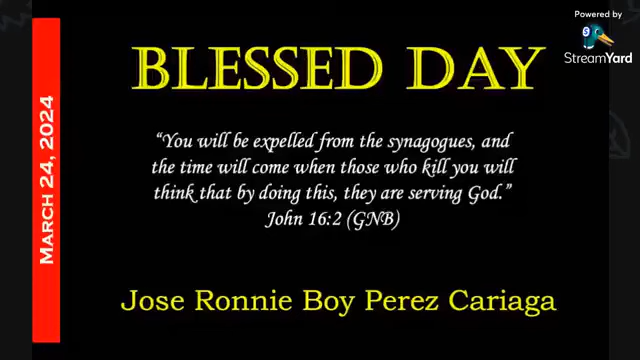 Powered by
StreamYard
BLESSED DAY
MARCH 24, 2024
“You will be expelled from the synagogues, and
the time will come when those who kill you will
think that by doing this, they are serving God.”
John 16:2 (GNB)
Jose Ronnie Boy Perez Cariaga